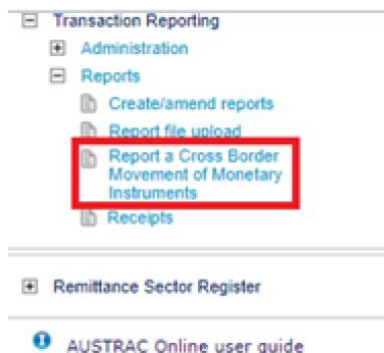 Transaction Reporting
Administration
Reports
Create/amend reports
Report file upload
Report a Cross Border
Movement of Monetary
Instruments
Receipts
Remittance Sector Register
AUSTRAC Online user guide